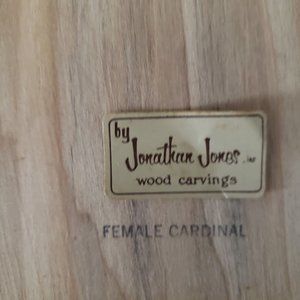 by
Jonathan Jones, inc
wood carvings
FEMALE CARDINAL